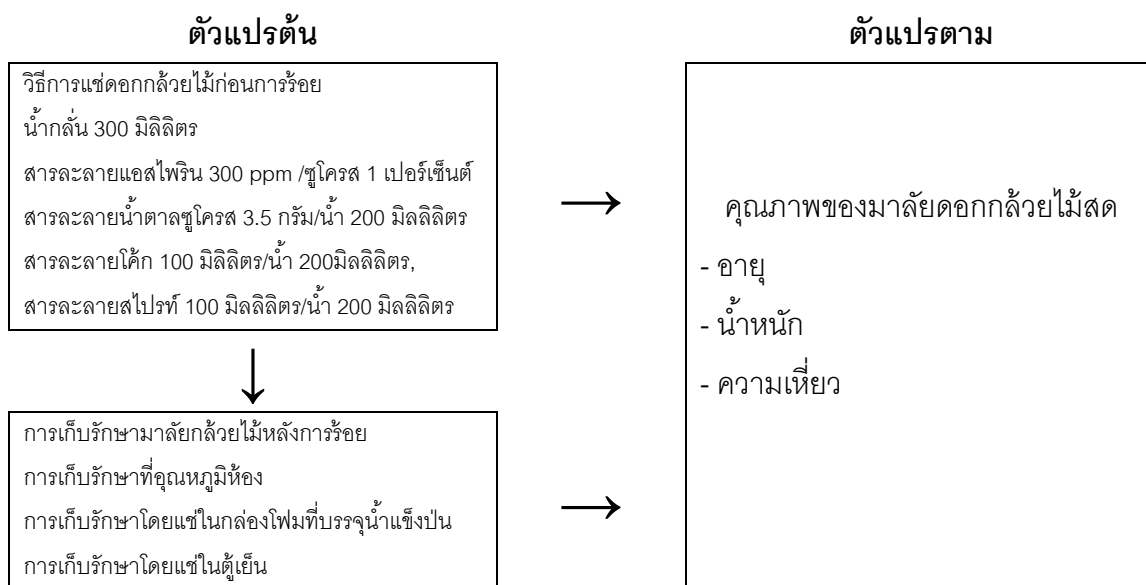 ตัวแปรต้น
วิธีการแช่ดอกกล้วยไม้ก่อนการร้อย
น้ำกลั่น 300 มิลิลิตร
สารละลายแอสไพริน 300 ppm /ซูโครส 1 เปอร์เซ็นต์
สารละลายน้ำตาลซูโครส 3.5 กรัม/น้ำ 200 มิลลิลิตร
สารละลายโค้ก 100 มิลิลิตร/น้ำ 200มิลลิลิตร,
สารละลายสไปรท์ 100 มิลลิลิตร/น้ำ 200 มิลลิลิตร
การเก็บรักษามาลัยกล้วยไม้หลังการร้อย
การเก็บรักษาที่อุณหภูมิห้อง
การเก็บรักษาโดยแช่ในกล่องโฟมที่บรรจุน้ำแข็งป่น
การเก็บรักษาโดยแช่ในตู้เย็น
ตัวแปรตาม
คุณภาพของมาลัยดอกกล้วยไม้สด
- อายุ
- น้ำหนัก
- ความเหี่ยว